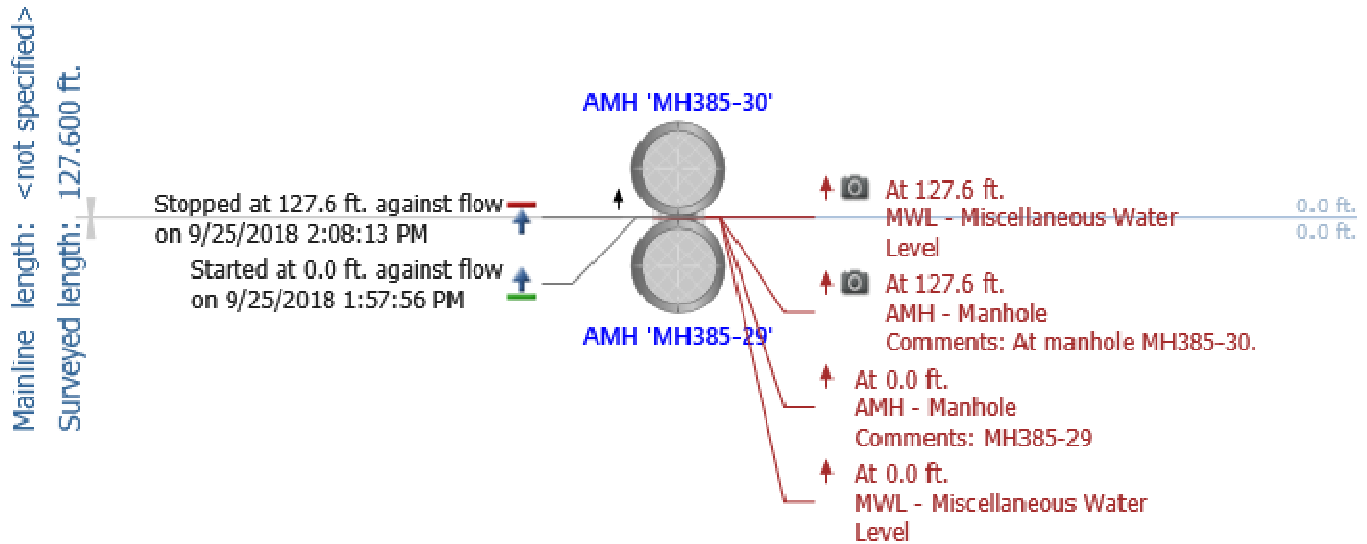 Mainline length: <not specified>
Surveyed length: 127.600 ft.
AMH 'MH385-30'
Stopped at 127.6 ft. against flow
on 9/25/2018 2:08:13 PM
Started at 0.0 ft. against flow
on 9/25/2018 1:57:56 PM
AMH 'MH385-29'
At 127.6 ft.
MWL - Miscellaneous Water
Level
0.0 ft.
0.0 ft.
At 127.6 ft.
AMH - Manhole
Comments: At manhole MH385-30.
At 0.0 ft.
AMH - Manhole
Comments: MH385-29
At 0.0 ft.
MWL - Miscellaneous Water
Level